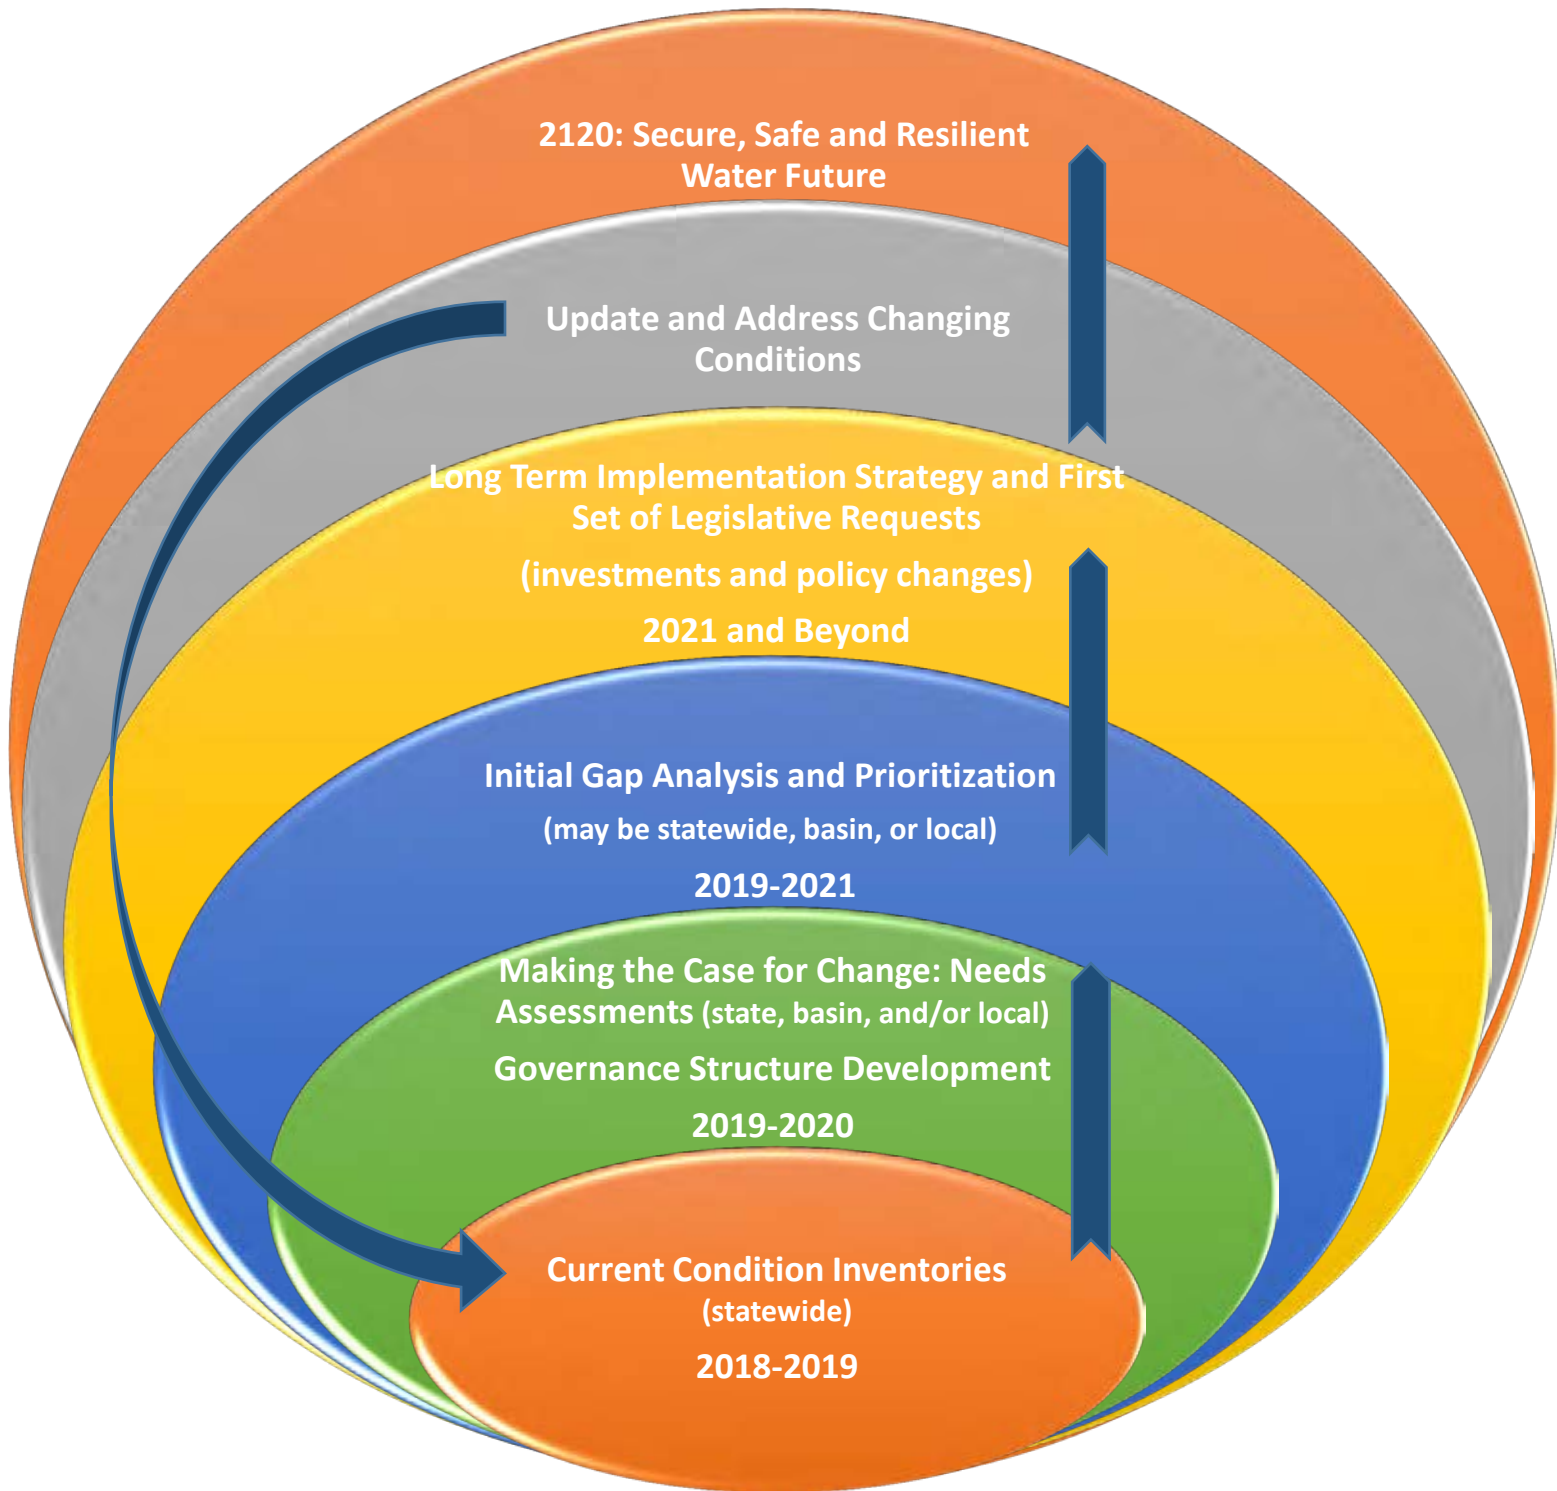 2120: Secure, Safe and Resilient
Water Future
Update and Address Changing
Conditions
Long Term Implementation Strategy and First
Set of Legislative Requests
(investments and policy changes)
2021 and Beyond
Initial Gap Analysis and Prioritization
(may be statewide, basin, or local)
2019-2021
Making the Case for Change: Needs
Assessments (state, basin, and/or local)
Governance Structure Development
2019-2020
Current Condition Inventories
(statewide)
2018-2019